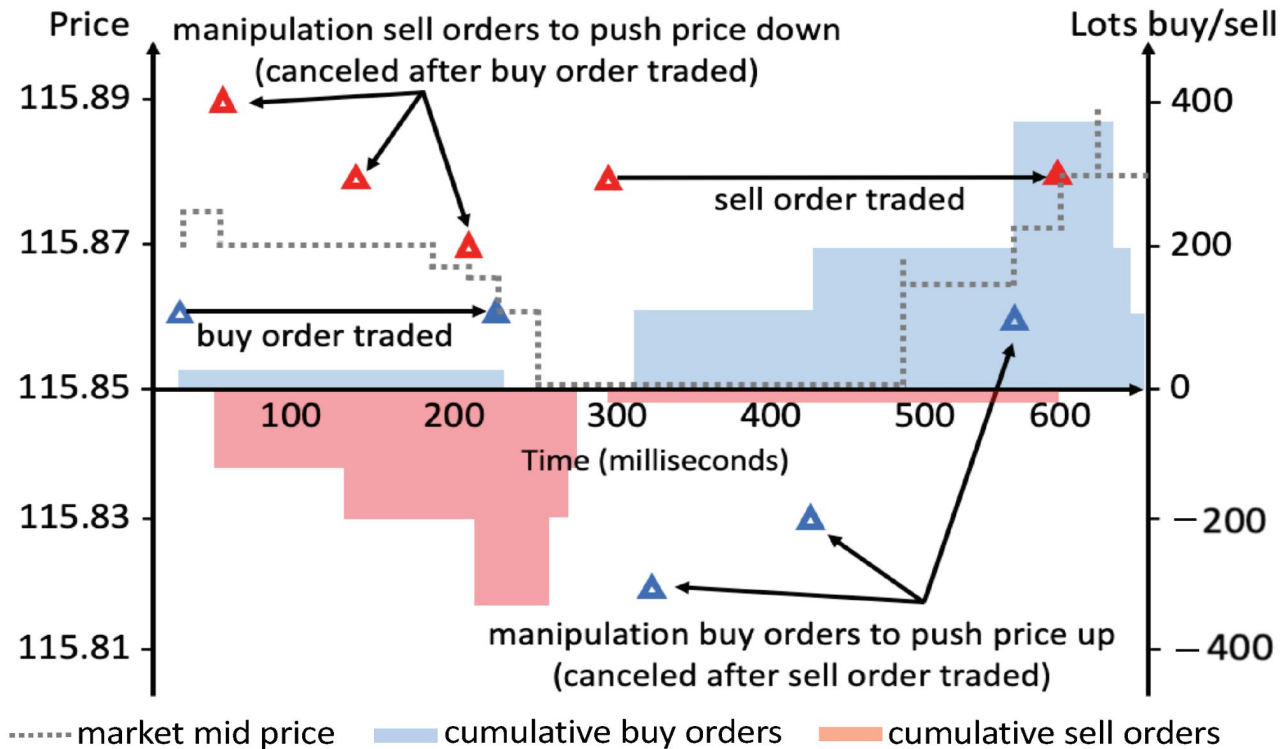 Price
Lots buy/sell
manipulation sell orders to push price down
(canceled after buy order traded)
115.89
400
sell order traded
115.87
200
buy order traded
115.85
0
100
200
300
400
500
600
Time (milliseconds)
115.83
−200
manipulation buy orders to push price up
(canceled after sell order traded)
115.81
−400
market mid price
cumulative buy orders
cumulative sell orders